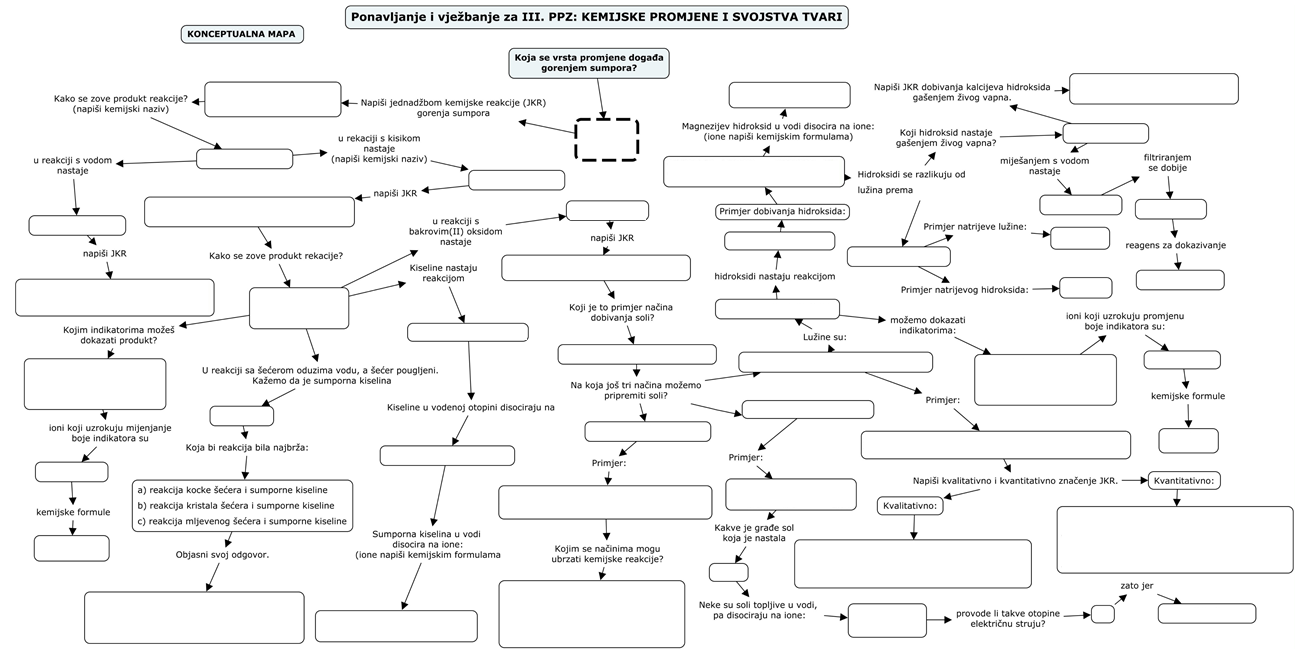 Ponavljanje i vježbanje za III. PPZ: KEMIJSKE PROMJENE I SVOJSTVA TVARI
KONCEPTUALNA MAPA
Koja se vrsta promjene događa
gorenjem sumpora?
Kako se zove produkt reakcije?
(napiši kemijski naziv)
Napiši jednadžbom kemijske reakcije (JKR)
gorenja sumpora
u rekaciji s kisikom
nastaje
(napiši kemijski naziv)
u reakciji s vodom
nastaje
napiši JKR
napiši JKR
Kako se zove produkt rekacije?
u reakciji s
bakrovim(II) oksidom
nastaje
Kiseline nastaju
reakcijom
napiši JKR
Kojim indikatorima možeš
dokazati produkt?
U reakciji sa šećerom oduzima vodu, a šećer pougljeni.
Kažemo da je sumporna kiselina
ioni koji uzrokuju mijenjanje
boje indikatora su
kemijske formule
Koja bi reakcija bila najbrža:
a) reakcija kocke šećera i sumporne kiseline
b) reakcija kristala šećera i sumporne kiseline
c) reakcija mljevenog šećera i sumporne kiseline
Objasni svoj odgovor.
Kiseline u vodenoj otopini disociraju na
Sumporna kiselina u vodi
disocira na ione:
(ione napiši kemijskim formulama
Koji je to primjer načina
dobivanja soli?
Na koja još tri načina možemo
pripremiti soli?
Primjer:
Kojim se načinima mogu
ubrzati kemijske reakcije?
Primjer:
Kakve je građe sol
koja je nastala
Neke su soli topljive u vodi,
pa disociraju na ione:
provode li takve otopine
električnu struju?
zato jer
Magnezijev hidroksid u vodi disocira na ione:
(ione napiši kemijskim formulama)
Primjer dobivanja hidroksida:
hidroksidi nastaju reakcijom
Lužine su:
možemo dokazati
indikatorima:
Hidroksidi se razlikuju od
lužina prema
Napiši JKR dobivanja kalcijeva hidroksida
gašenjem živog vapna.
Koji hidroksid nastaje
gašenjem živog vapna?
miješanjem s vodom
nastaje
filtriranjem
se dobije
reagens za dokazivanje
Primjer natrijeve lužine:
Primjer natrijevog hidroksida:
ioni koji uzrokuju promjenu
boje indikatora su:
kemijske formule
Primjer:
Napiši kvalitativno i kvantitativno značenje JKR.
Kvalitativno:
Kvantitativno: